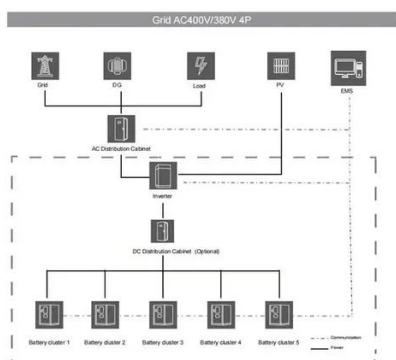 Grid AC400V/380V 4P
Grid
DG
Load
PV
EMS
AC Distribution Cabinet
Inverter
DC Distribution Cabinet (Optional)
Battery cluster 1
Battery cluster 2
Battery cluster 3
Battery cluster 4
Battery cluster 5
Communication
Power